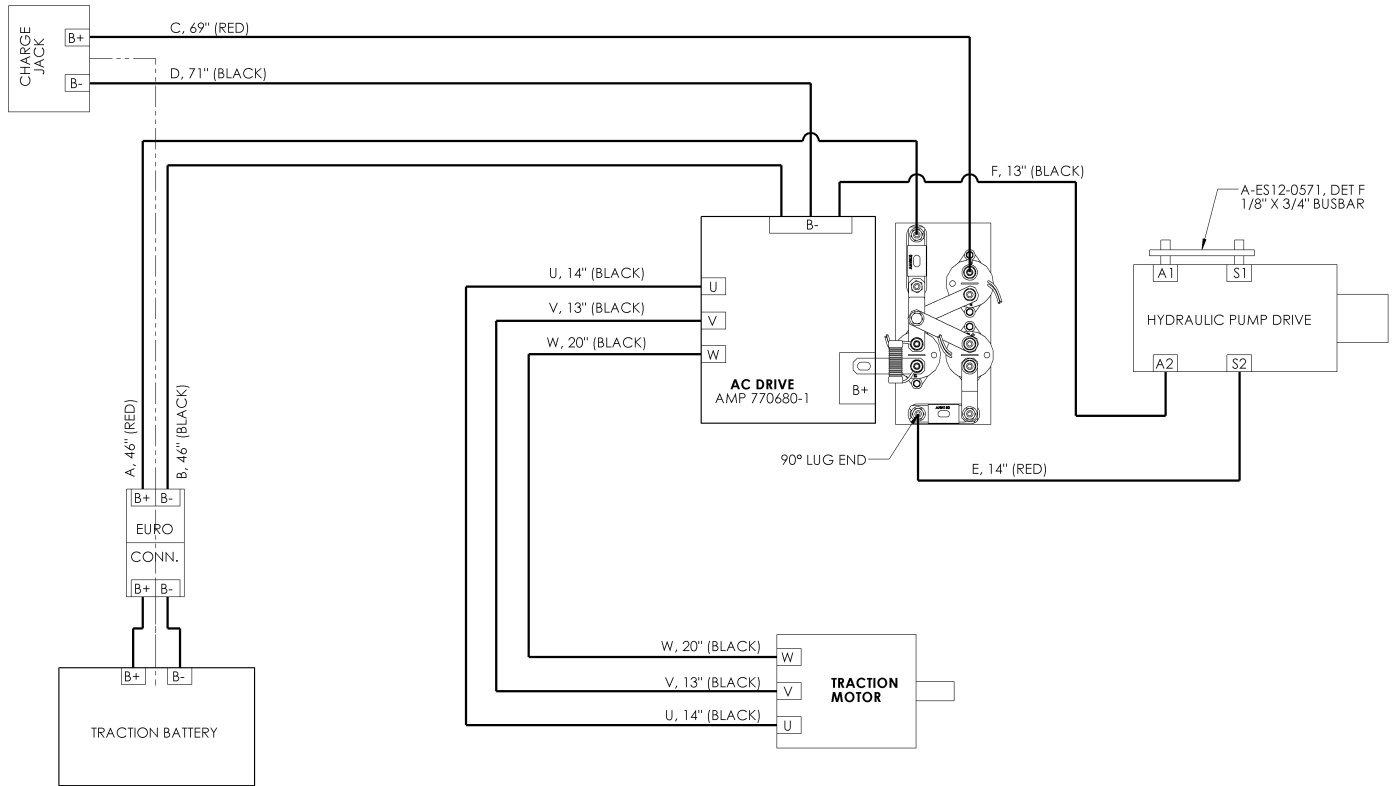 CHARGE
JACK
B+
B-
C, 69" (RED)
D, 71" (BLACK)
F, 13" (BLACK)
A-ES12-0571, DET F
1/8" X 3/4" BUSBAR
B-
A1
S1
HYDRAULIC PUMP DRIVE
A2
S2
U, 14" (BLACK)
V, 13" (BLACK)
W, 20" (BLACK)
U
V
W
AC DRIVE
AMP 770680-1
B+
90° LUG END
E, 14" (RED)
A, 46" (RED)
B, 46" (BLACK)
B+ B-
EURO
CONN.
B+ B-
B+ B-
TRACTION BATTERY
W, 20" (BLACK)
V, 13" (BLACK)
U, 14" (BLACK)
W
V
U
TRACTION
MOTOR